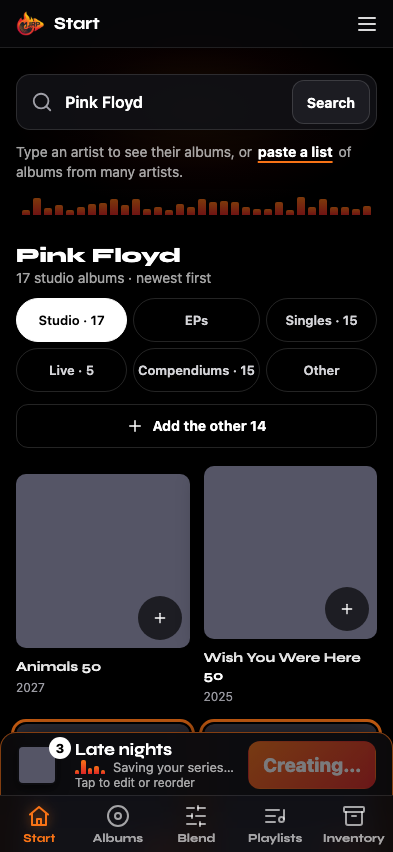 Start
Pink Floyd
Search
Type an artist to see their albums, or paste a list of
albums from many artists.
Pink Floyd
17 studio albums · newest first
Studio · 17
EPs
Singles · 15
Live · 5
Compendiums · 15
Other
+ Add the other 14
Animals 50
2027
Wish You Were Here
50
2025
3
Late nights
Saving your series...
Tap to edit or reorder
Creating...
Start
Albums
Blend
Playlists
Inventory